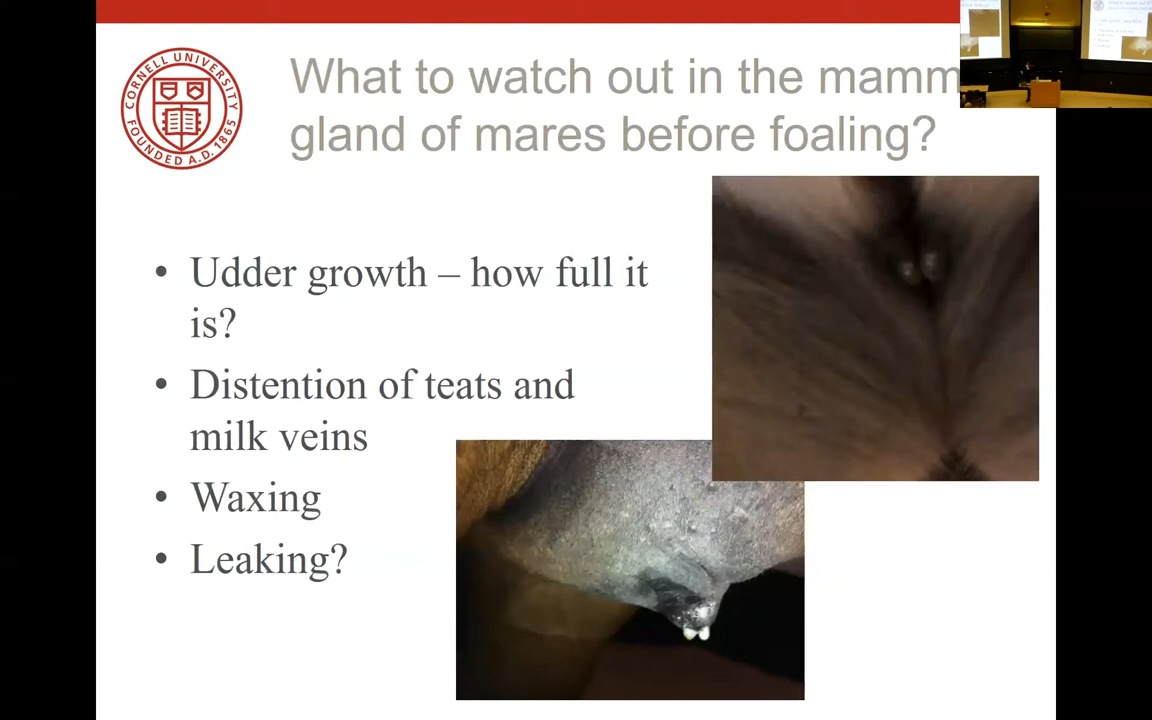 CORNELL UNIVERSITY
FOUNDED A.D. 1865
What to watch out in the mamm
gland of mares before foaling?
• Udder growth – how full it
is?
• Distention of teats and
milk veins
• Waxing
• Leaking?